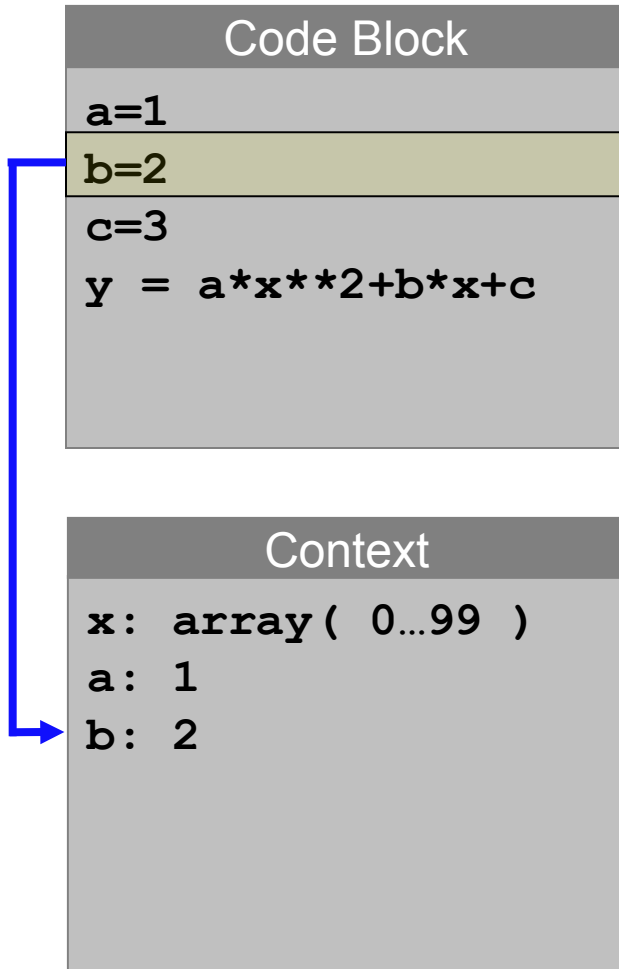 Code Block
a=1
b=2
c=3
y = a*x**2+b*x+c
Context
x: array( 0…99 )
a: 1
b: 2